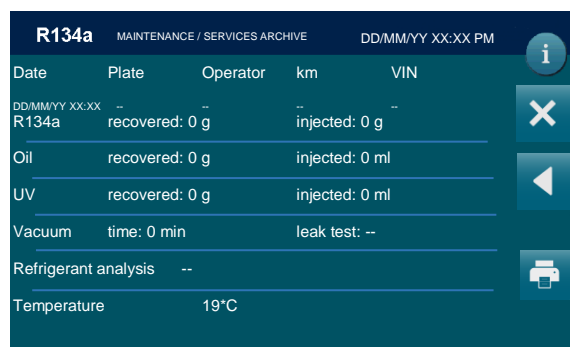 R134a MAINTENANCE / SERVICES ARCHIVE DD/MM/YY XX:XX PM
i
Date Plate Operator km VIN
DD/MM/YY XX:XX -- -- -- --
R134a recovered: 0 g injected: 0 g
Oil recovered: 0 g injected: 0 ml
UV recovered: 0 g injected: 0 ml
Vacuum time: 0 min leak test: --
Refrigerant analysis --
Temperature 19*C